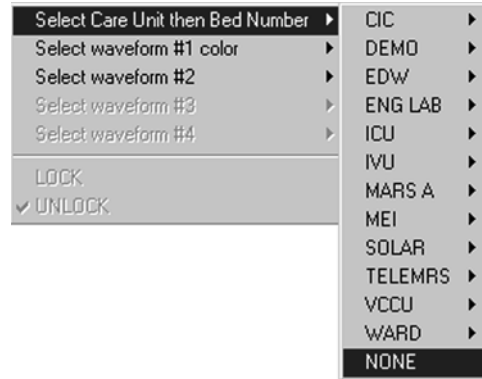 Select Care Unit then Bed Number
Select waveform #1 color
Select waveform #2
Select waveform #3
Select waveform #4
LOCK
UNLOCK
CIC
DEMO
EDW
ENG LAB
ICU
IVU
MARS A
MEI
SOLAR
TELEMRS
VCCU
WARD
NONE